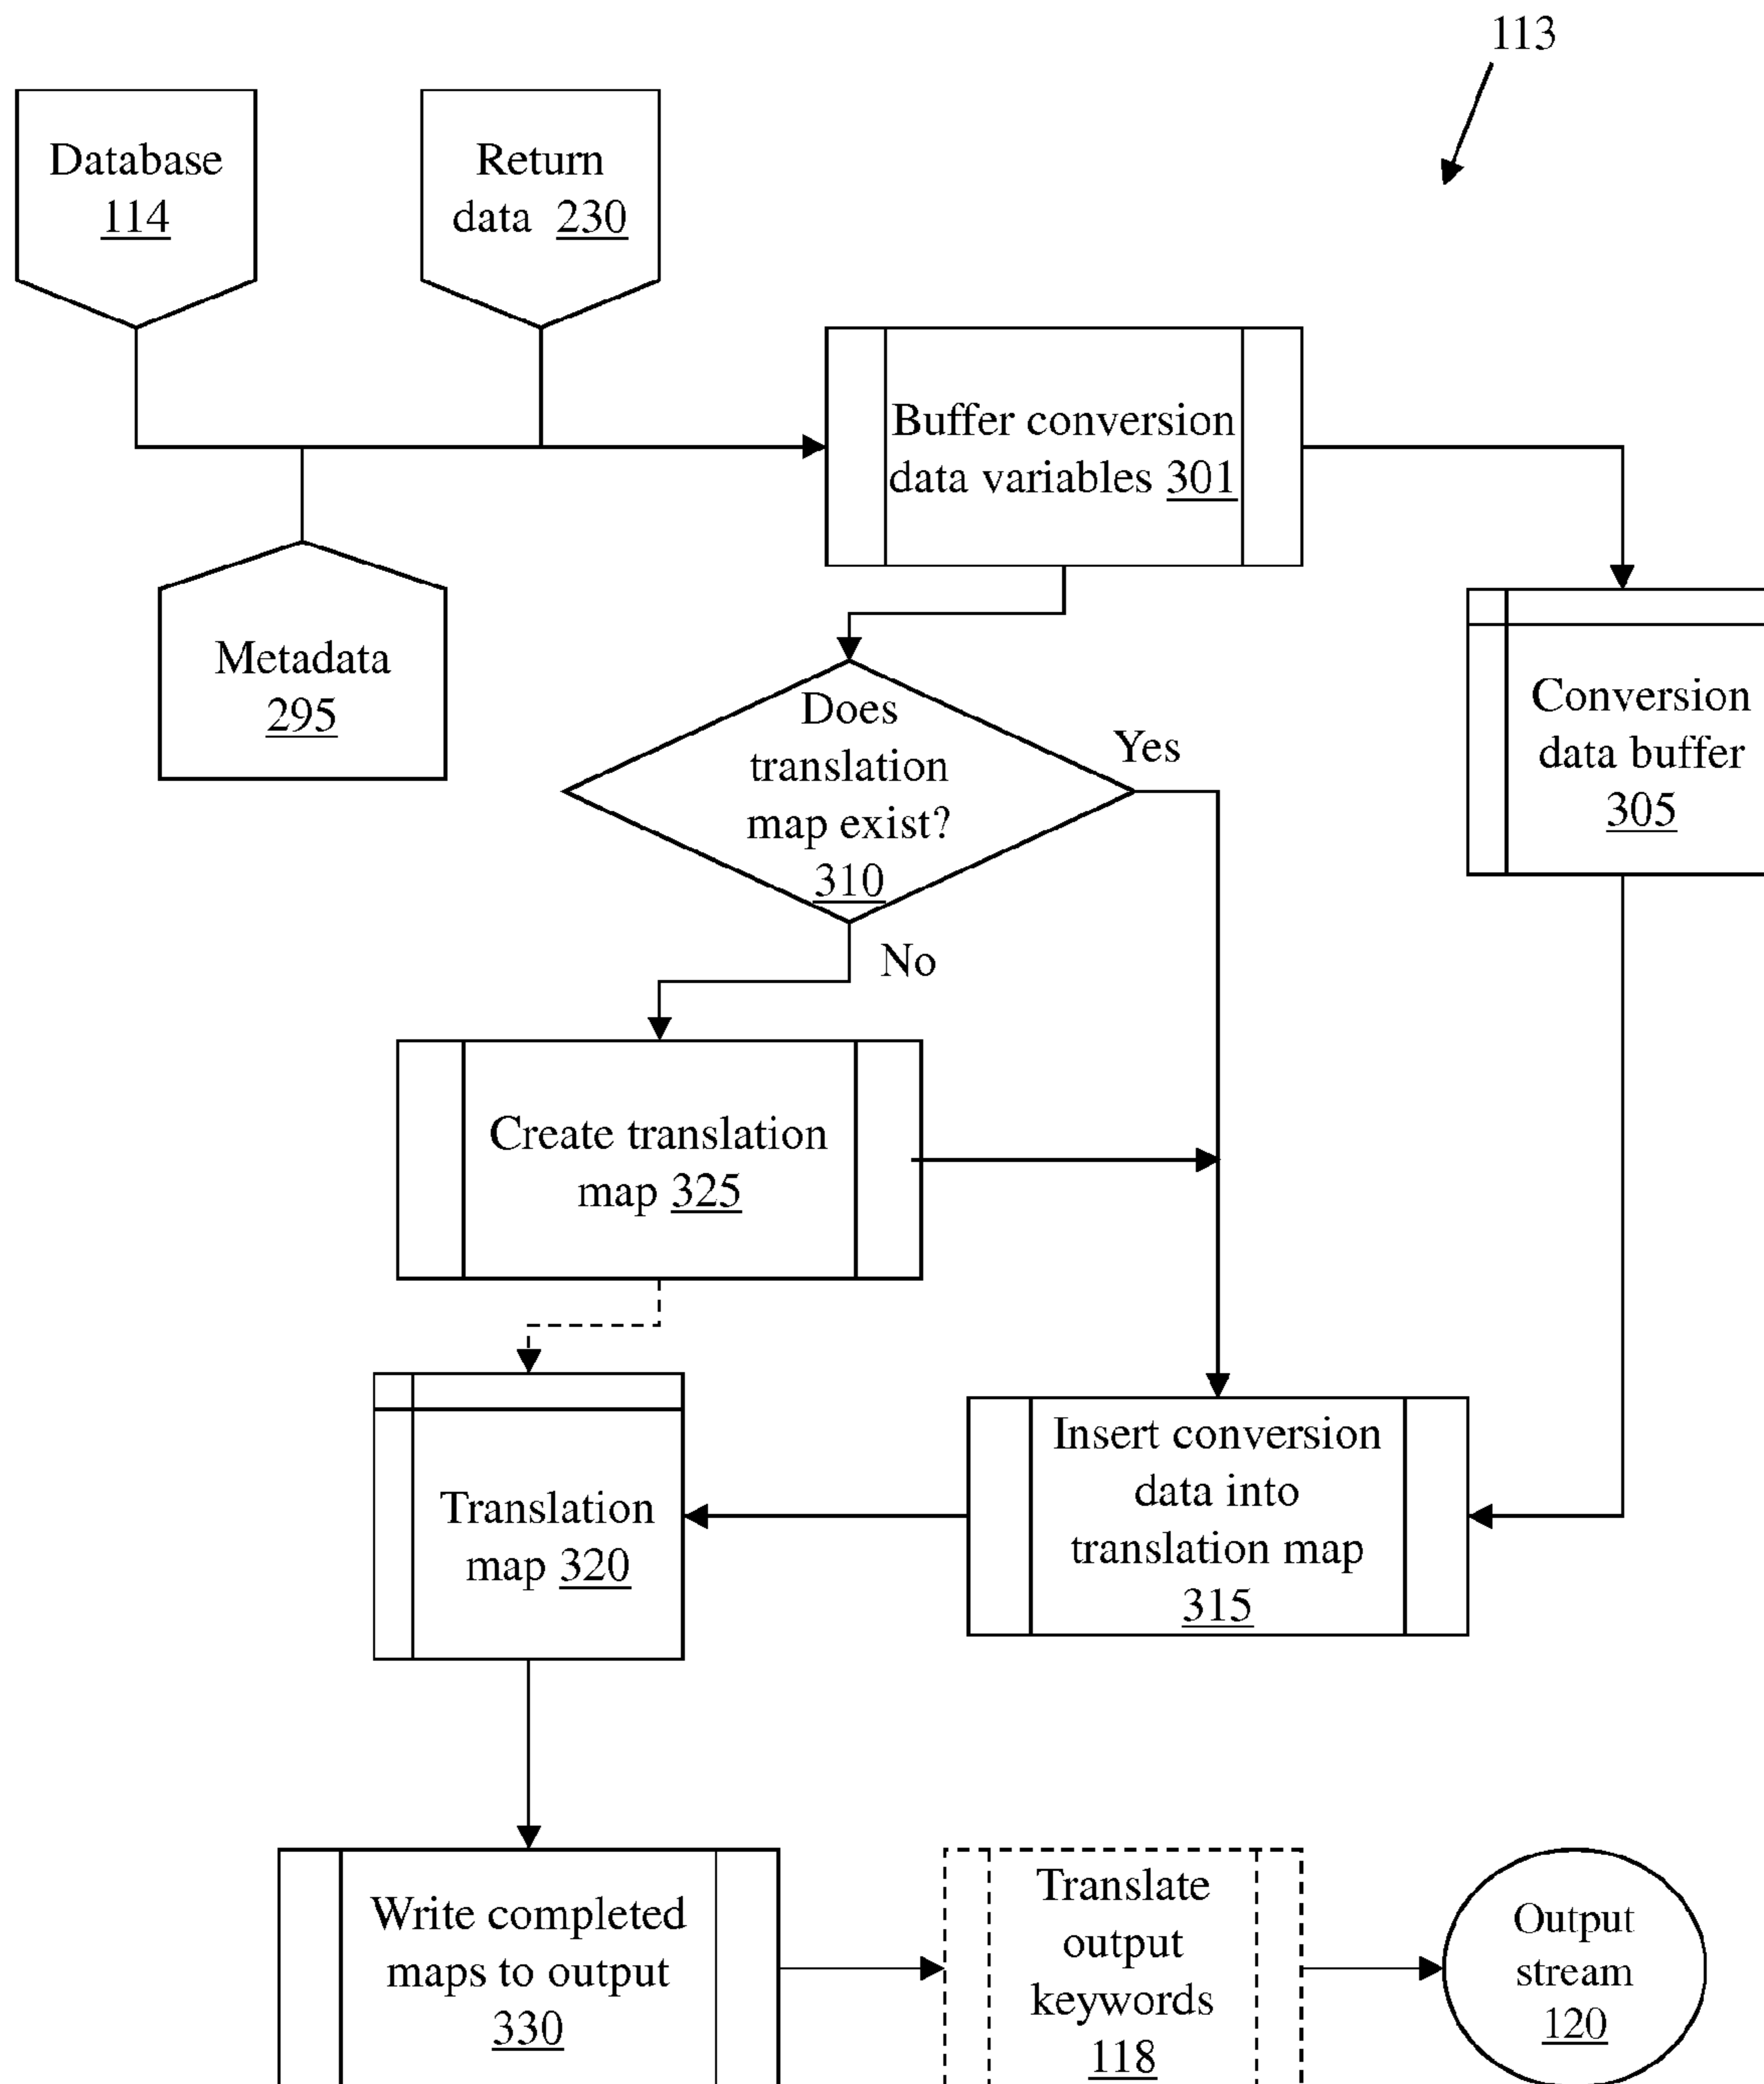 113
Database
114
Return
data 230
Buffer conversion
data variables 301
Metadata
295
Does
translation
map exist?
310
Yes
No
Conversion
data buffer
305
Create translation
map 325
Translation
map 320
Insert conversion
data into
translation map
315
Write completed
maps to output
330
Translate
output
keywords
118
Output
stream
120